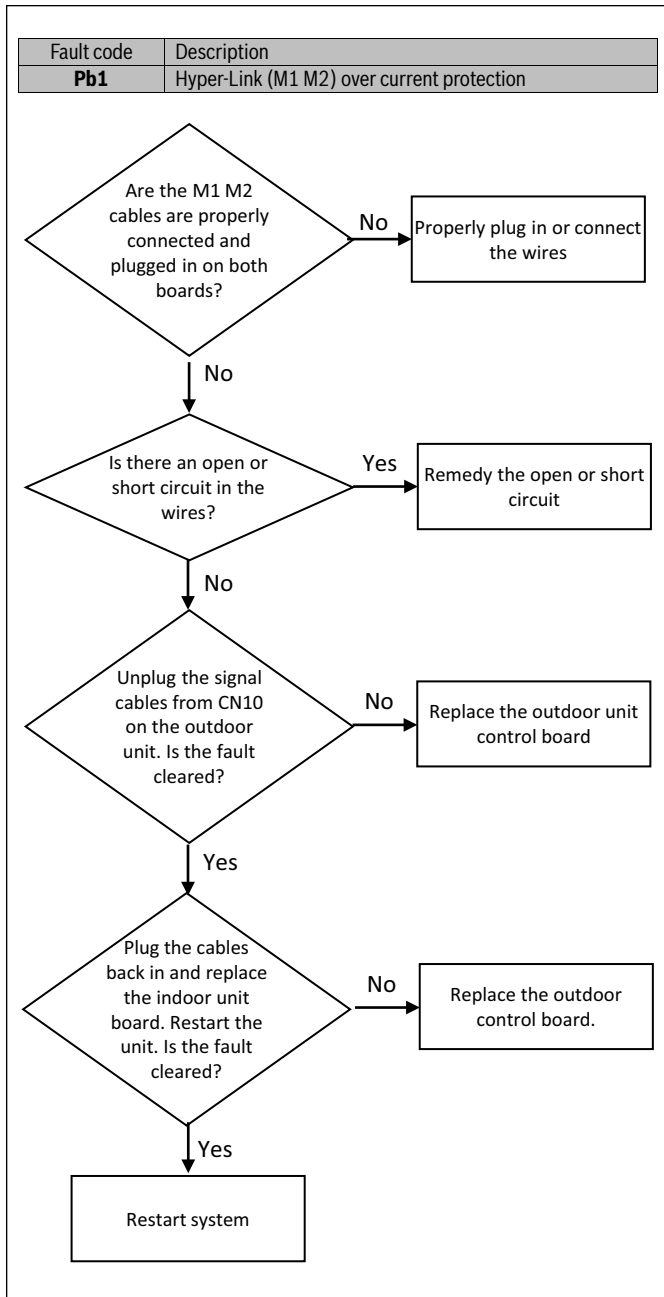 Fault code Description
Pb1 Hyper-Link (M1 M2) over current protection
Are the M1 M2
cables are properly
connected and
plugged in on both
boards?
No
Properly plug in or connect
the wires
No
Is there an open or
short circuit in the
wires?
Yes
Remedy the open or short
circuit
No
Unplug the signal
cables from CN10
on the outdoor
unit. Is the fault
cleared?
No
Replace the outdoor unit
control board
Yes
Plug the cables
back in and replace
the indoor unit
board. Restart the
unit. Is the fault
cleared?
No
Replace the outdoor
control board.
Yes
Restart system